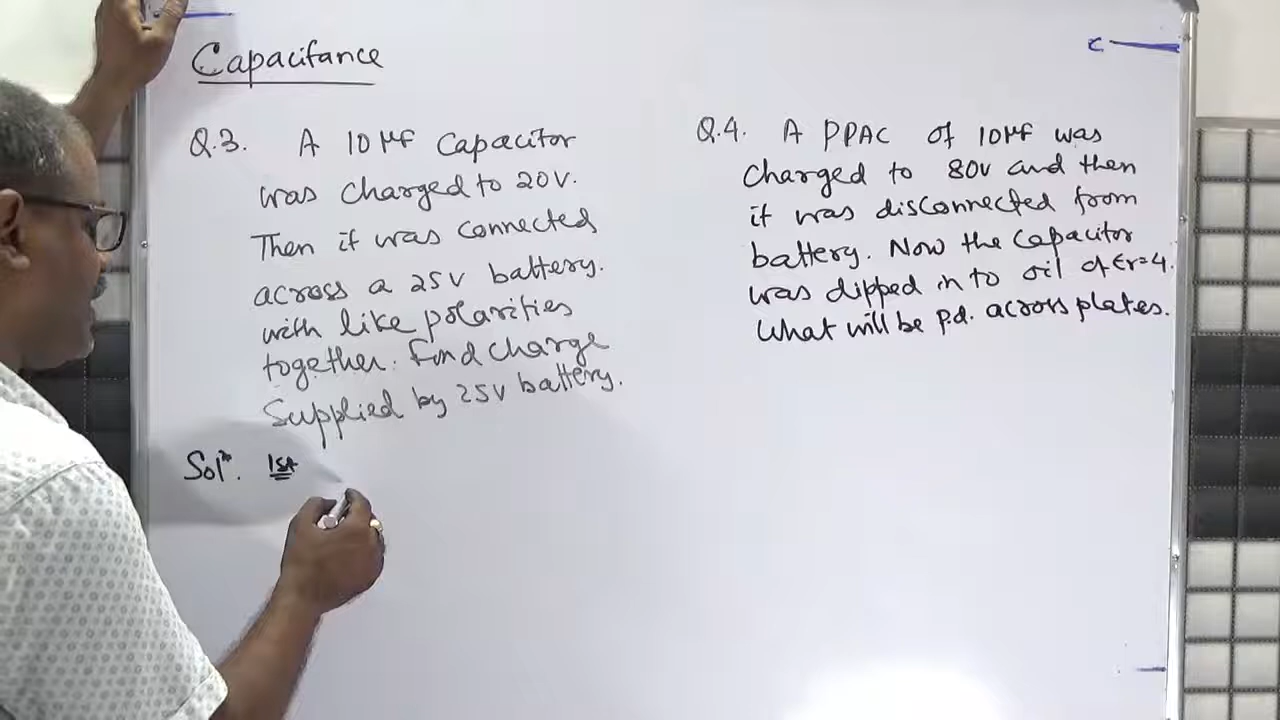 Capacitance
Q.3. A 10 μf Capacitor
was charged to 20V.
Then it was connected
across a 25V battery.
with like polarities
together. Find charge
Supplied by 25V battery.
Solⁿ. 1st
Q.4. A PPAC of 10μf was
charged to 80V and then
it was disconnected from
battery. Now the capacitor
was dipped in to oil of εr=4.
What will be p.d. across plates.